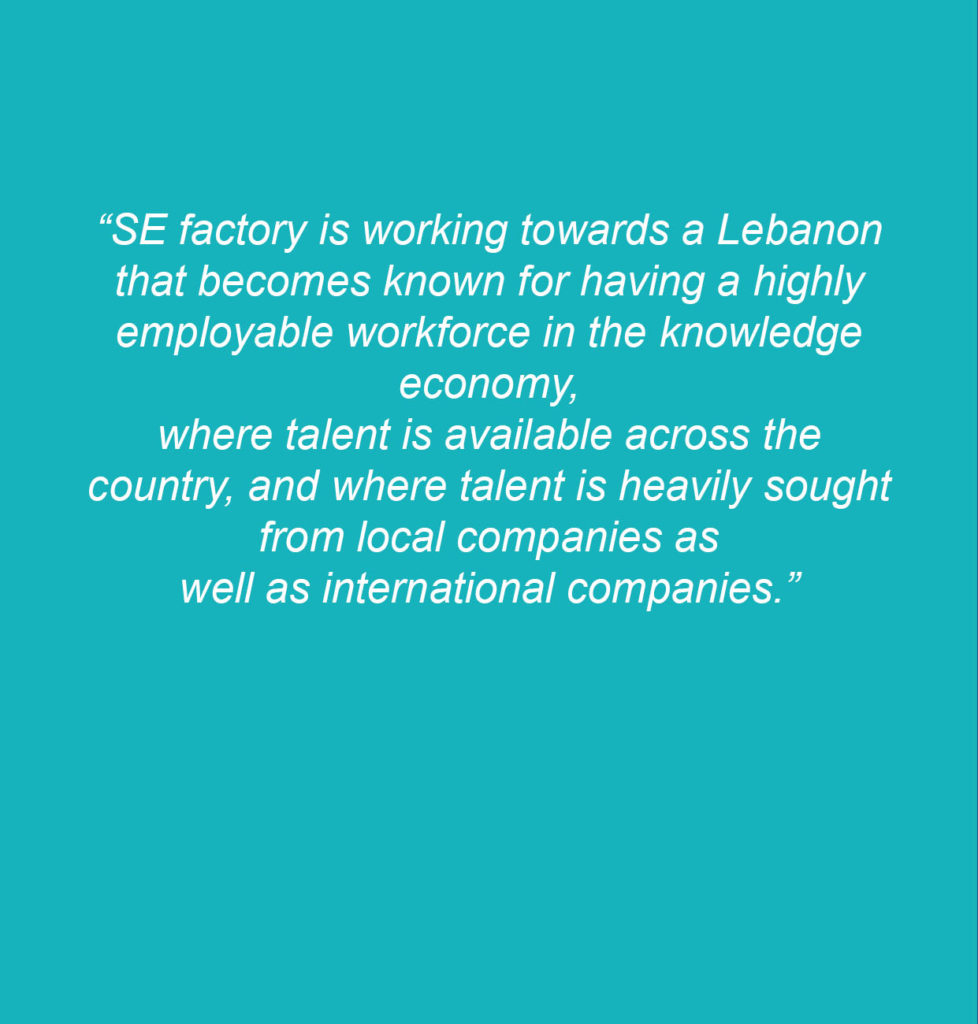 “SE factory is working towards a Lebanon
that becomes known for having a highly
employable workforce in the knowledge
economy,
where talent is available across the
country, and where talent is heavily sought
from local companies as
well as international companies.”